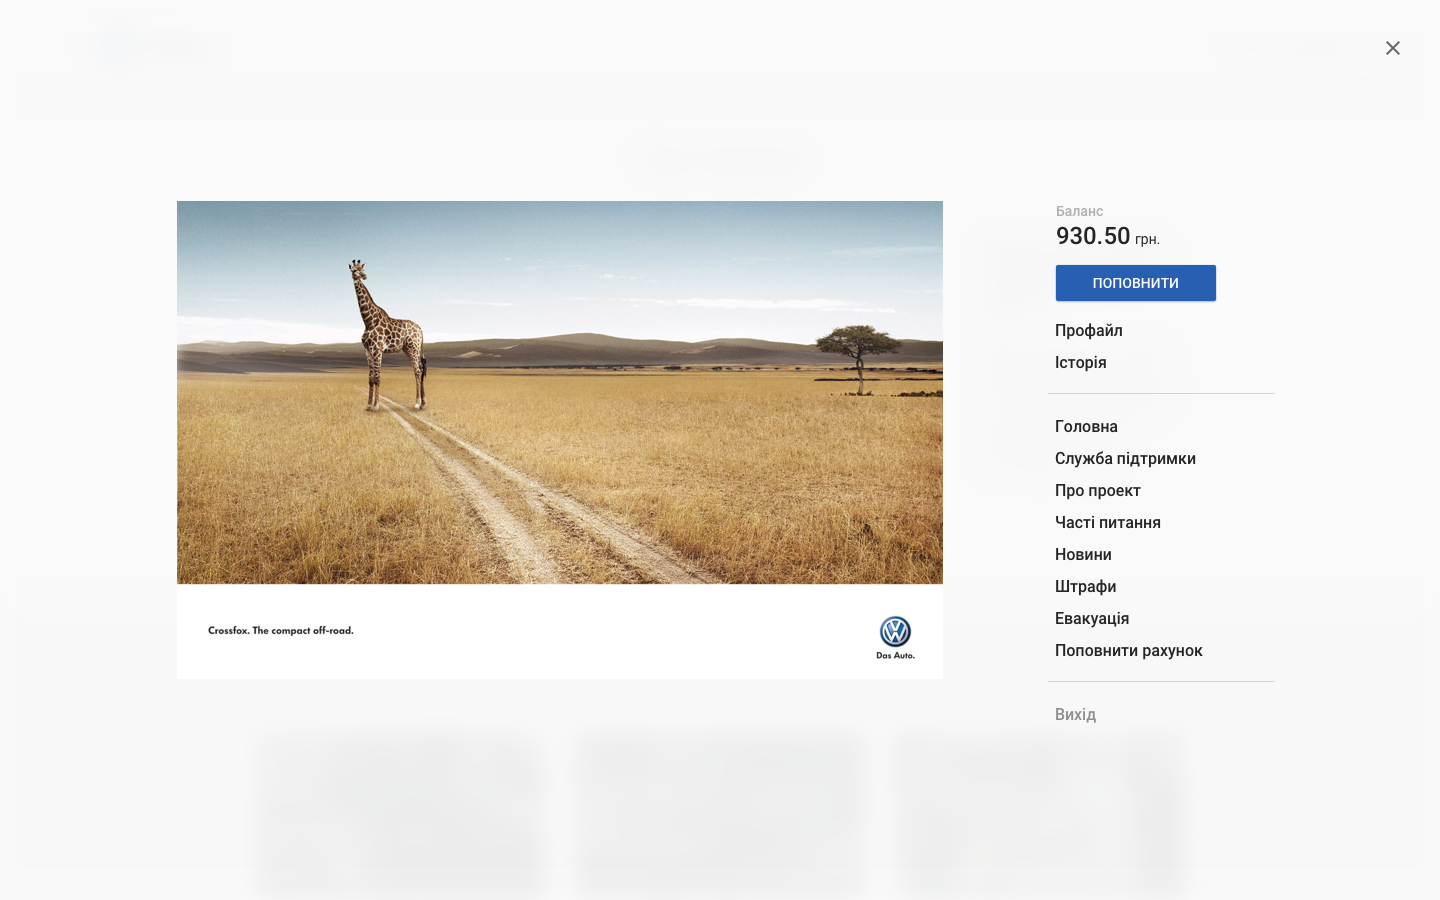 Crossfox. The compact off-road.
Das Auto.
Баланс
930.50 грн.
ПОПОВНИТИ
Профайл
Історія
Головна
Служба підтримки
Про проект
Часті питання
Новини
Штрафи
Евакуація
Поповнити рахунок
Вихід